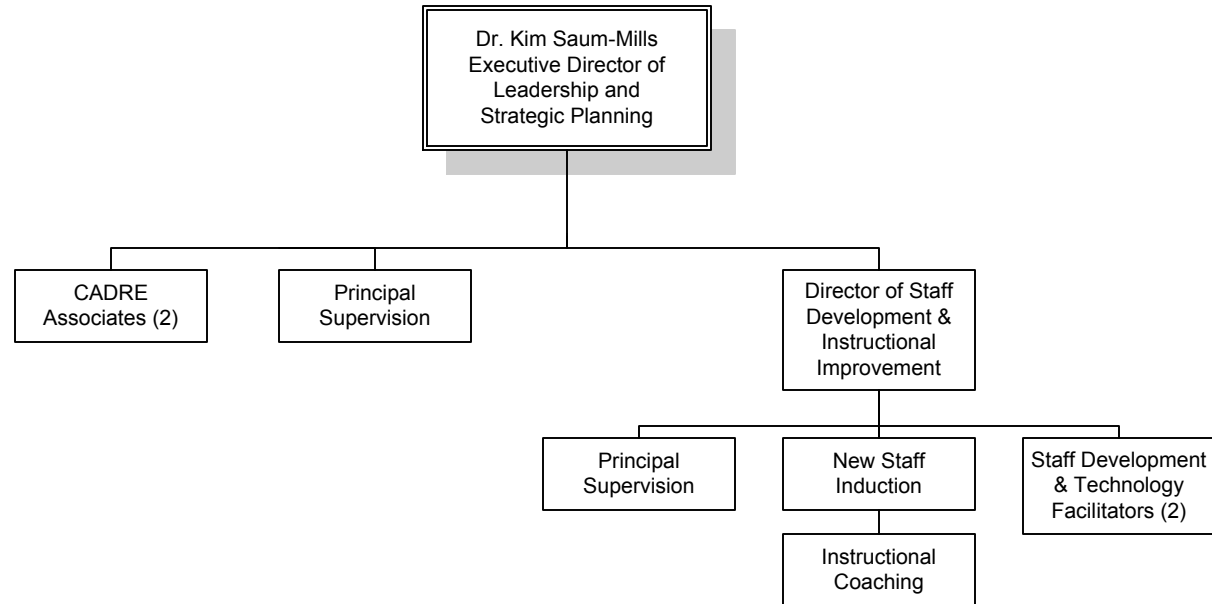 Dr. Kim Saum-Mills
Executive Director of
Leadership and
Strategic Planning
CADRE
Associates (2)
Principal
Supervision
Director of Staff
Development &
Instructional
Improvement
Principal
Supervision
New Staff
Induction
Staff Development
& Technology
Facilitators (2)
Instructional
Coaching